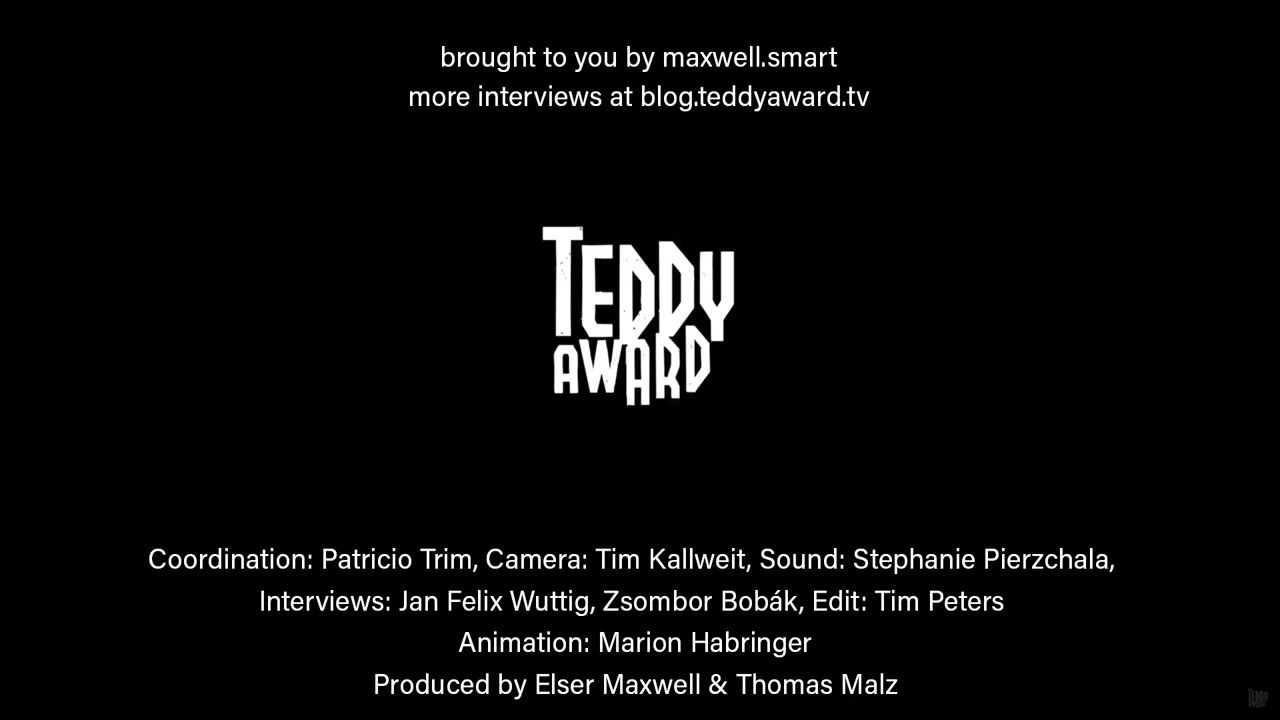 brought to you by maxwell.smart
more interviews at blog.teddyaward.tv
TEDDY
AWARD
Coordination: Patricio Trim, Camera: Tim Kallweit, Sound: Stephanie Pierzchala,
Interviews: Jan Felix Wuttig, Zsombor Bobák, Edit: Tim Peters
Animation: Marion Habringer
Produced by Elser Maxwell & Thomas Malz
TEDDY
AWARD